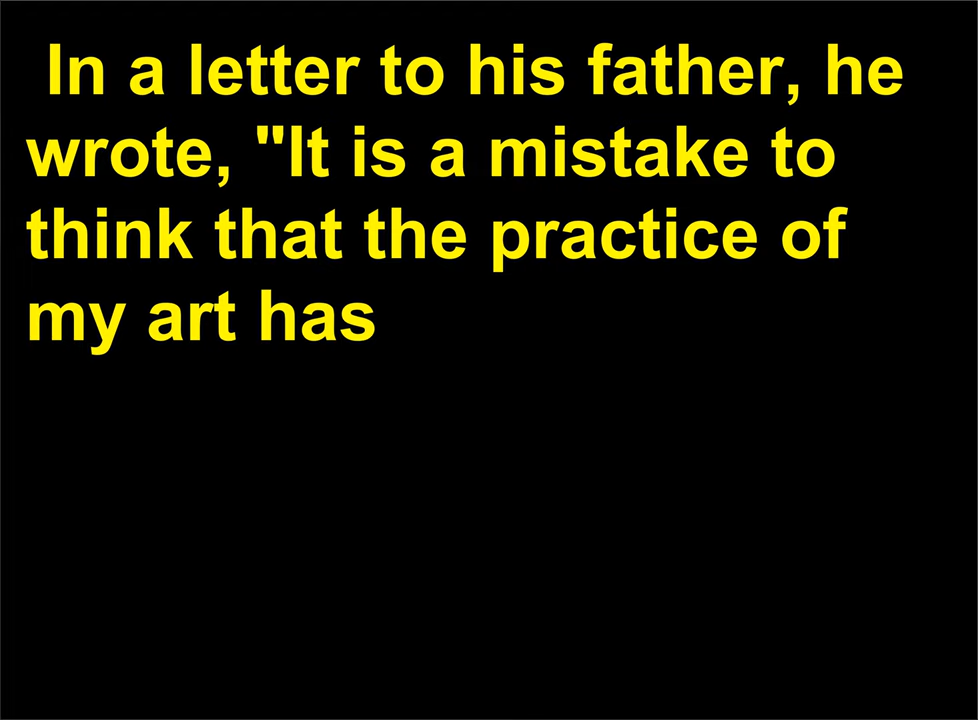 In a letter to his father, he
wrote, "It is a mistake to
think that the practice of
my art has